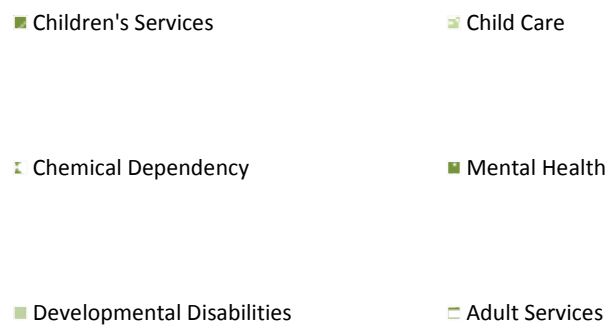 Children's Services
Child Care
Chemical Dependency
Mental Health
Developmental Disabilities
Adult Services